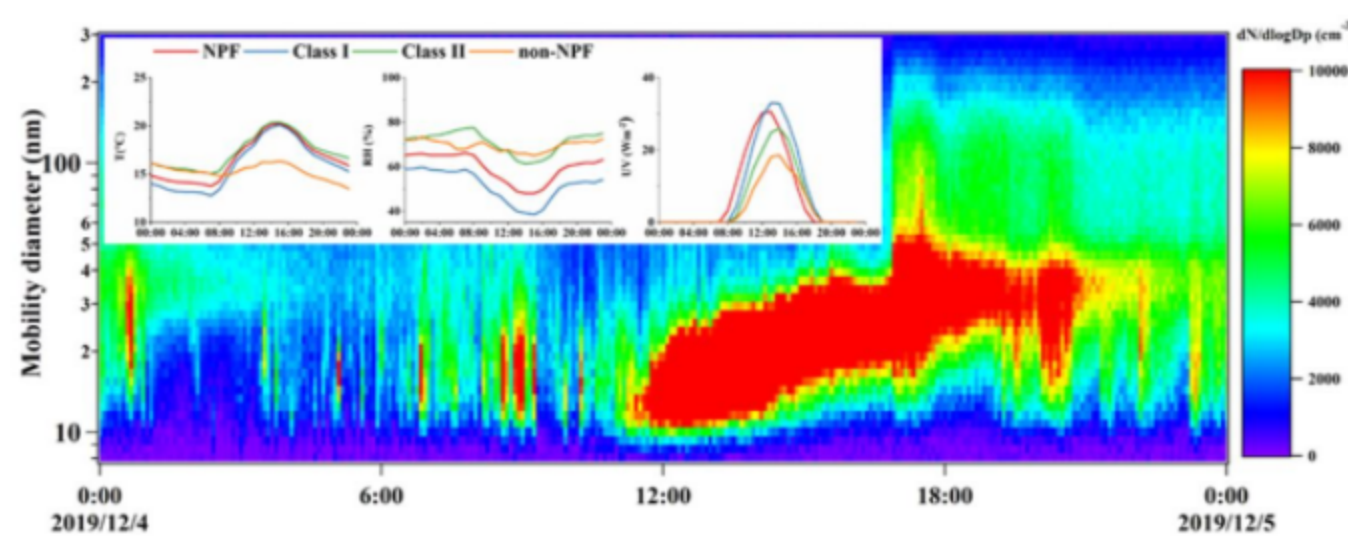 dN/dlogDp (cm⁻³
NPF Class I Class II non-NPF
Mobility diameter (nm)
3
2
100
6
5
4
3
2
10
T(°C)
25
20
15
10
00:00 04:00 08:00 12:00 16:00 20:00 00:00
RH (%)
100
80
60
40
00:00 04:00 08:00 12:00 16:00 20:00 00:00
UV (Wm⁻²)
40
20
0
00:00 04:00 08:00 12:00 16:00 20:00 00:00
10000
8000
6000
4000
2000
0
0:00 6:00 12:00 18:00 0:00
2019/12/4 2019/12/5